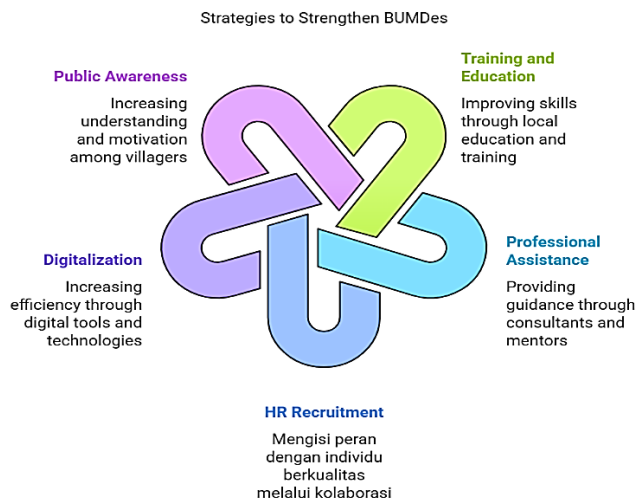 Strategies to Strengthen BUMDes
Public Awareness
Increasing
understanding
and motivation
among villagers
Training and
Education
Improving skills
through local
education and
training
Digitalization
Increasing
efficiency through
digital tools and
technologies
Professional
Assistance
Providing
guidance through
consultants and
mentors
HR Recruitment
Mengisi peran
dengan individu
berkualitas
melalui kolaborasi